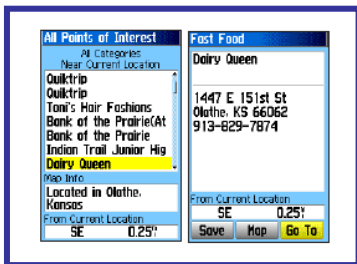 All Points of Interest
All Categories
Near Current Location
Quiktrip
Quiktrip
Toni's Hair Fashions
Bank of the Prairie(At
Bank of the Prairie
Indian Trail Junior Hig
Dairy Queen
Map Info
Located in Olathe,
Kansas
From Current Location
SE 0.25
Fast Food
Dairy Queen
1447 E 151st St
Olathe, KS 66062
913-829-7874
From Current Location
SE 0.25
Save Map Go To